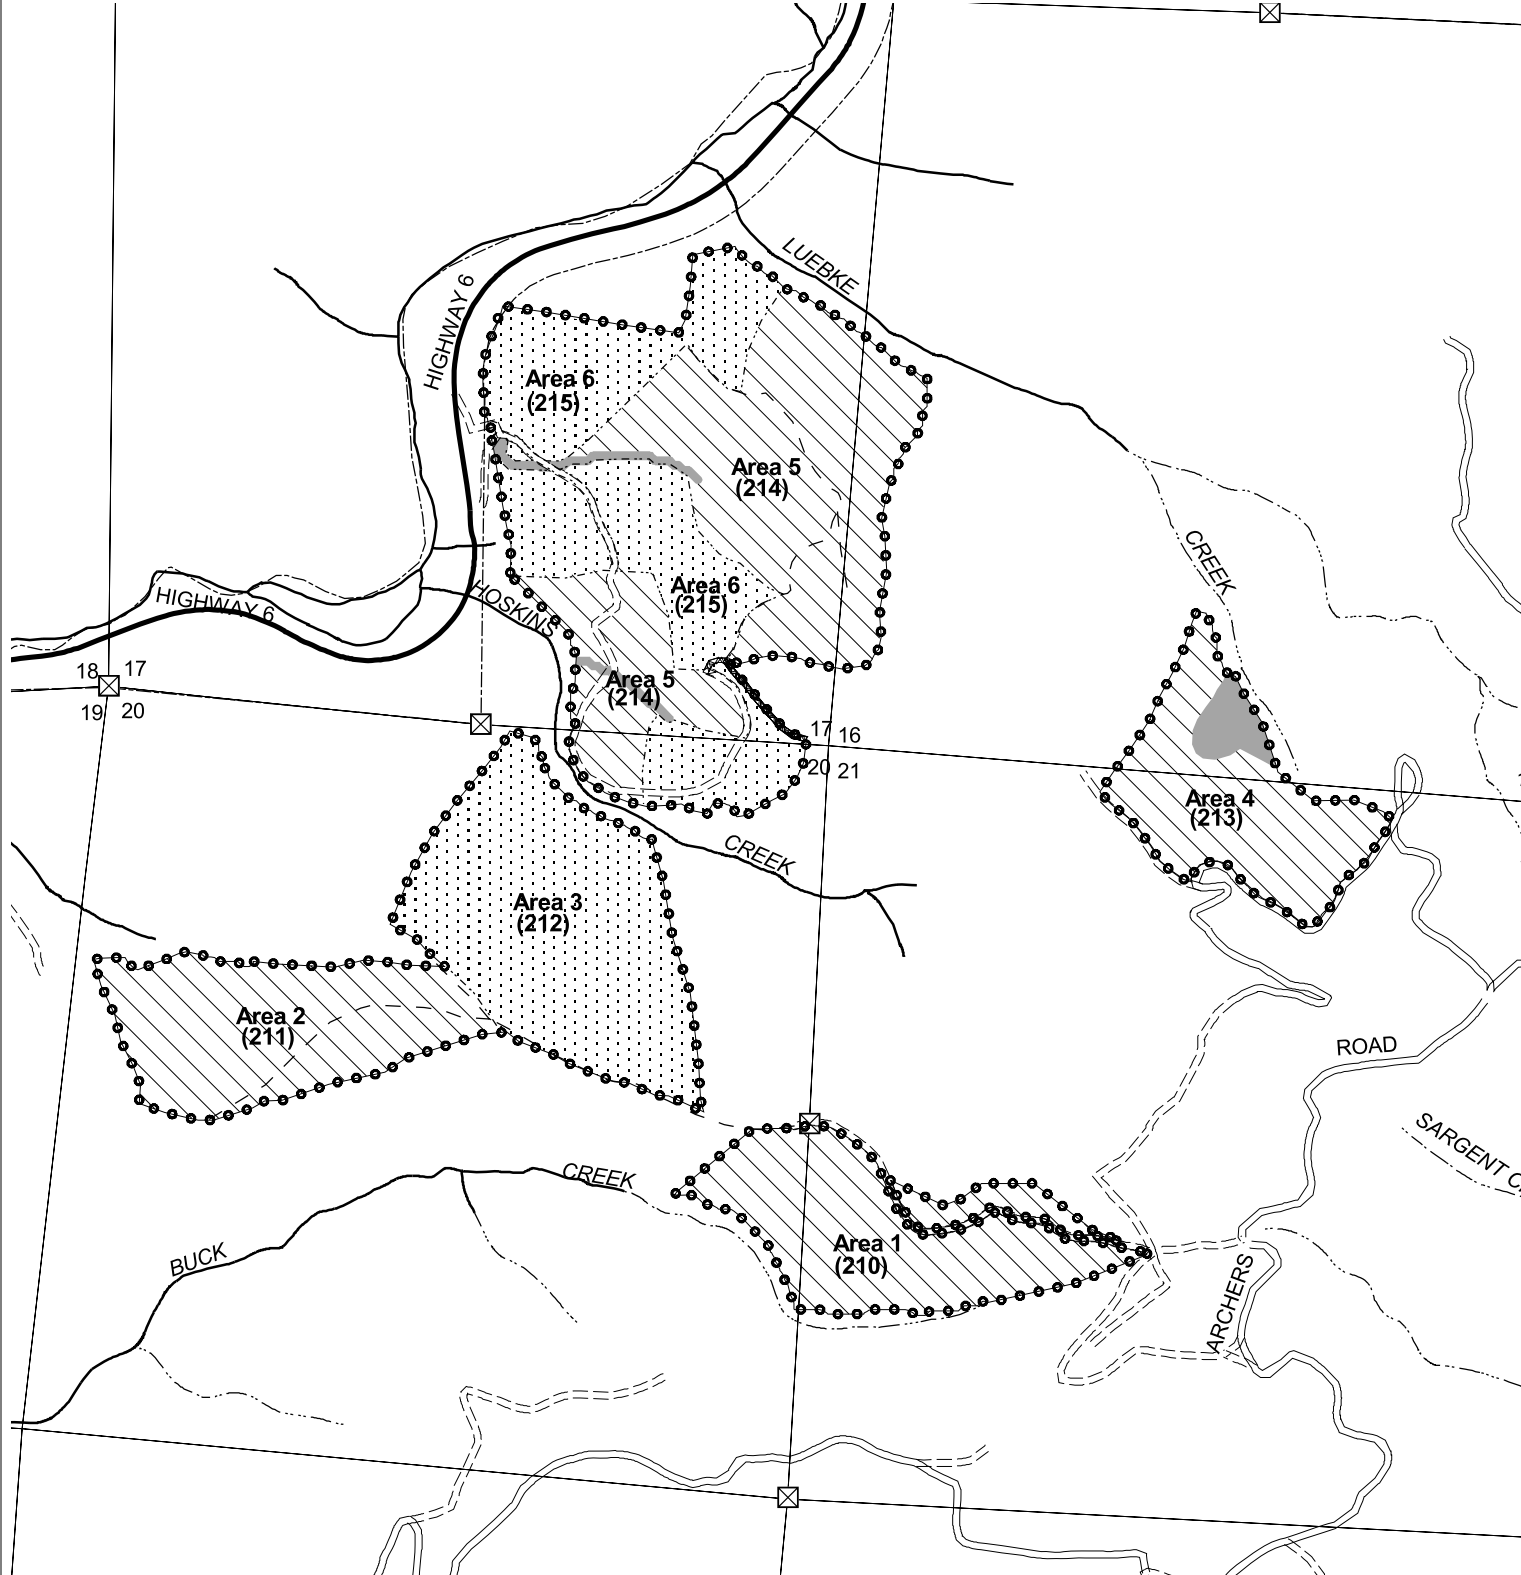 LUEBKE
HIGHWAY 6
Area 6
(215)
Area 5
(214)
CREEK
Area 6
(215)
HIGHWAY 6
HOSKINS
18 17
19 20
Area 5
(214)
17 16
20 21
Area 4
(213)
CREEK
Area 3
(212)
Area 2
(211)
ROAD
SARGENT
CREEK
BUCK
Area 1
(210)
ARCHERS